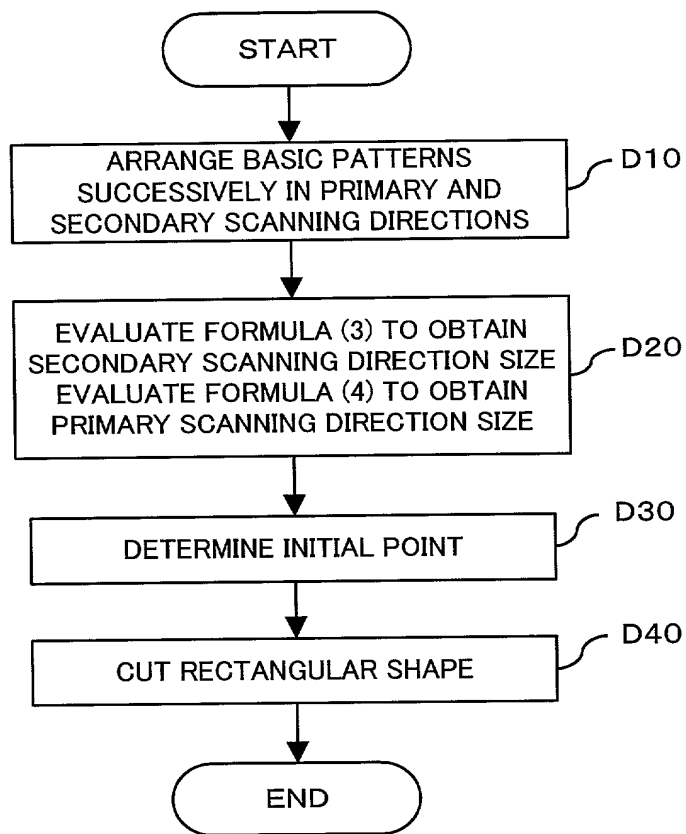 START
ARRANGE BASIC PATTERNS
SUCCESSIVELY IN PRIMARY AND
SECONDARY SCANNING DIRECTIONS
D10
EVALUATE FORMULA (3) TO OBTAIN
SECONDARY SCANNING DIRECTION SIZE
EVALUATE FORMULA (4) TO OBTAIN
PRIMARY SCANNING DIRECTION SIZE
D20
DETERMINE INITIAL POINT
D30
CUT RECTANGULAR SHAPE
D40
END